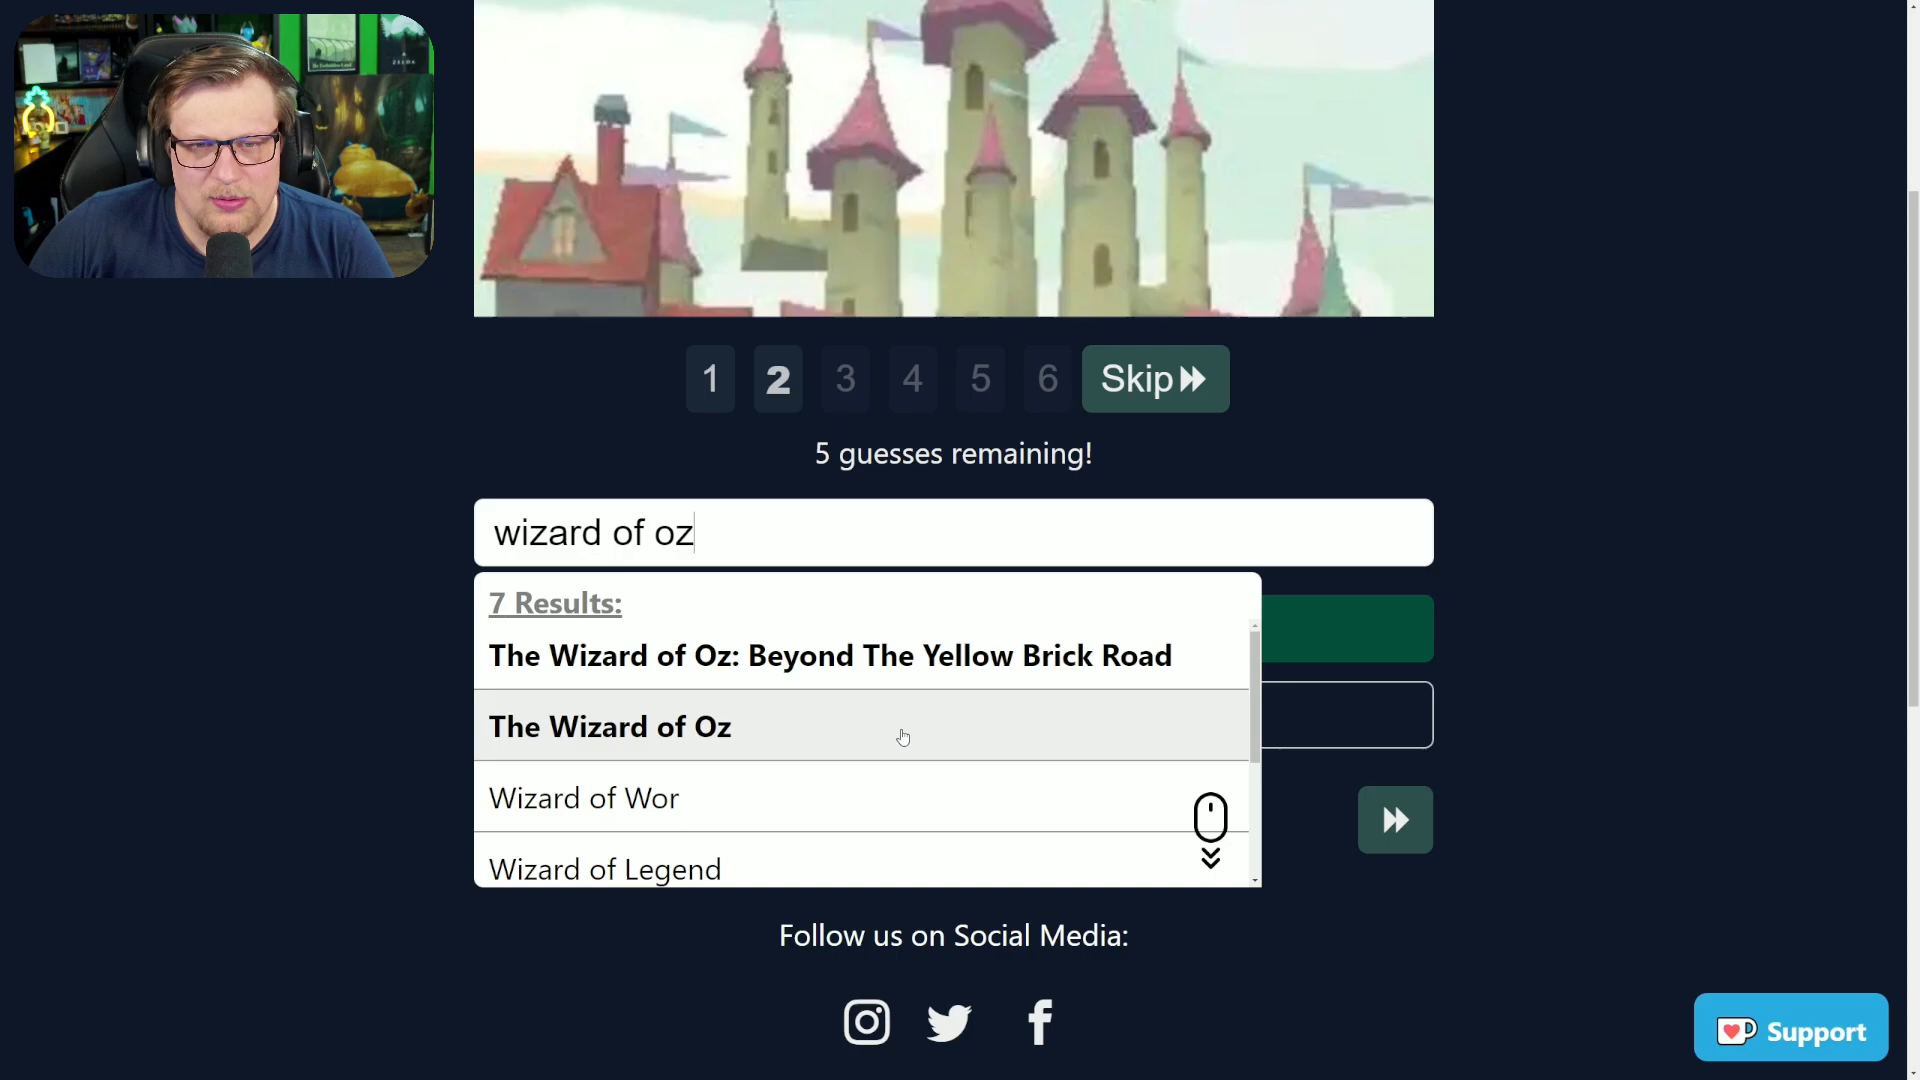 ZELDA
1 2 3 4 5 6 Skip
5 guesses remaining!
wizard of oz
7 Results:
The Wizard of Oz: Beyond The Yellow Brick Road
The Wizard of Oz
Wizard of Wor
Wizard of Legend
Follow us on Social Media:
Support